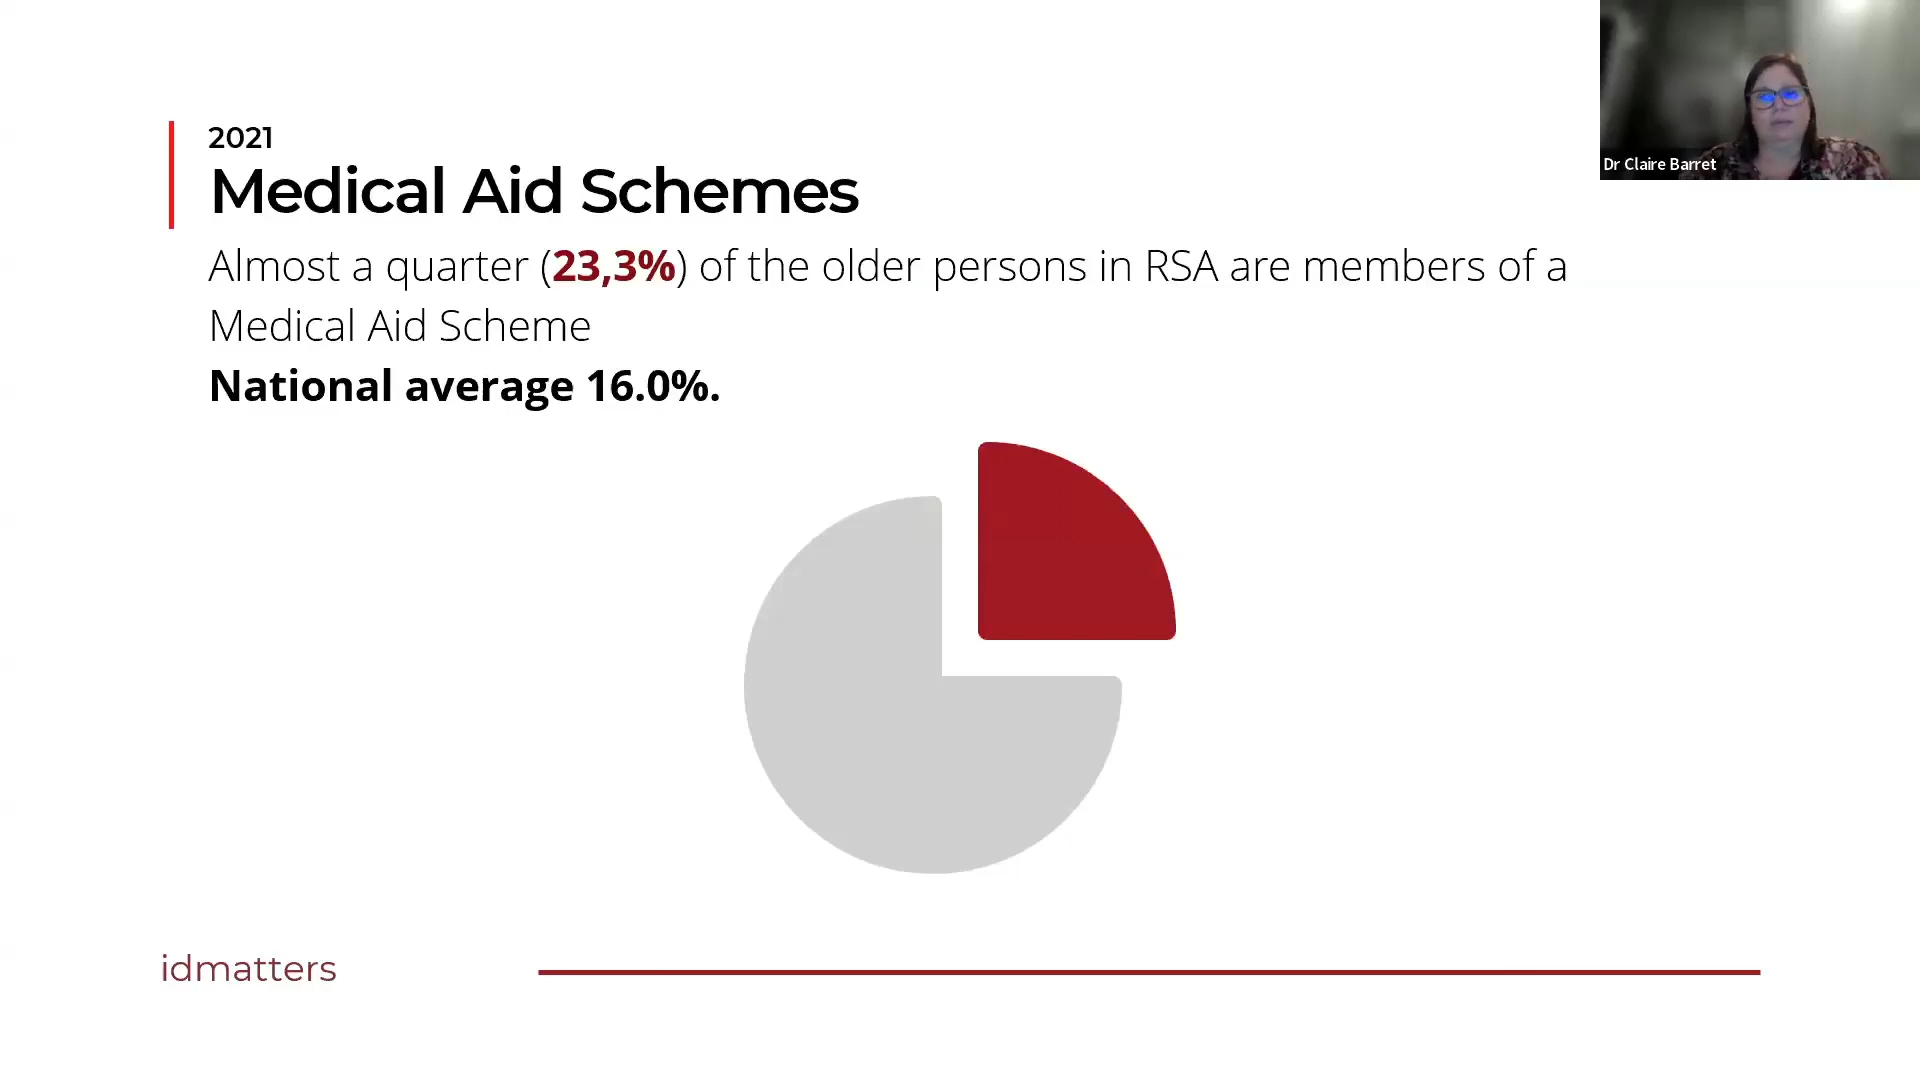 2021
Medical Aid Schemes
Almost a quarter (23,3%) of the older persons in RSA are members of a
Medical Aid Scheme
National average 16.0%.
Dr Claire Barret
idmatters